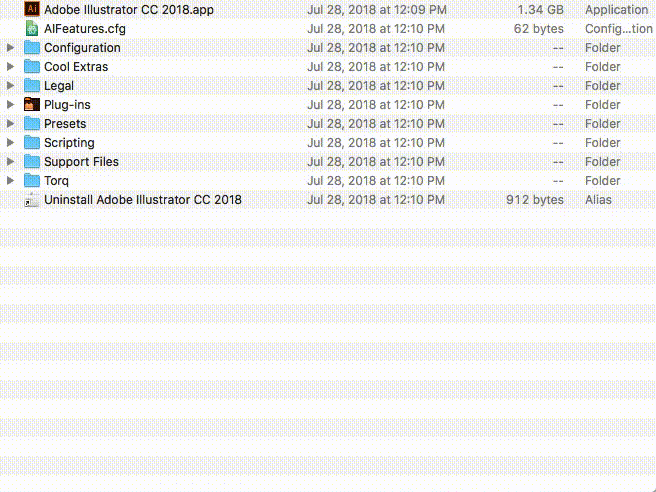 Ai Adobe Illustrator CC 2018.app Jul 28, 2018 at 12:09 PM 1.34 GB Application
AIFeatures.cfg Jul 28, 2018 at 12:10 PM 62 bytes Config...tion
Configuration Jul 28, 2018 at 12:10 PM -- Folder
Cool Extras Jul 28, 2018 at 12:10 PM -- Folder
Legal Jul 28, 2018 at 12:10 PM -- Folder
Plug-ins Jul 28, 2018 at 12:10 PM -- Folder
Presets Jul 28, 2018 at 12:10 PM -- Folder
Scripting Jul 28, 2018 at 12:10 PM -- Folder
Support Files Jul 28, 2018 at 12:10 PM -- Folder
Torq Jul 28, 2018 at 12:10 PM -- Folder
Uninstall Adobe Illustrator CC 2018 Jul 28, 2018 at 12:10 PM 912 bytes Alias